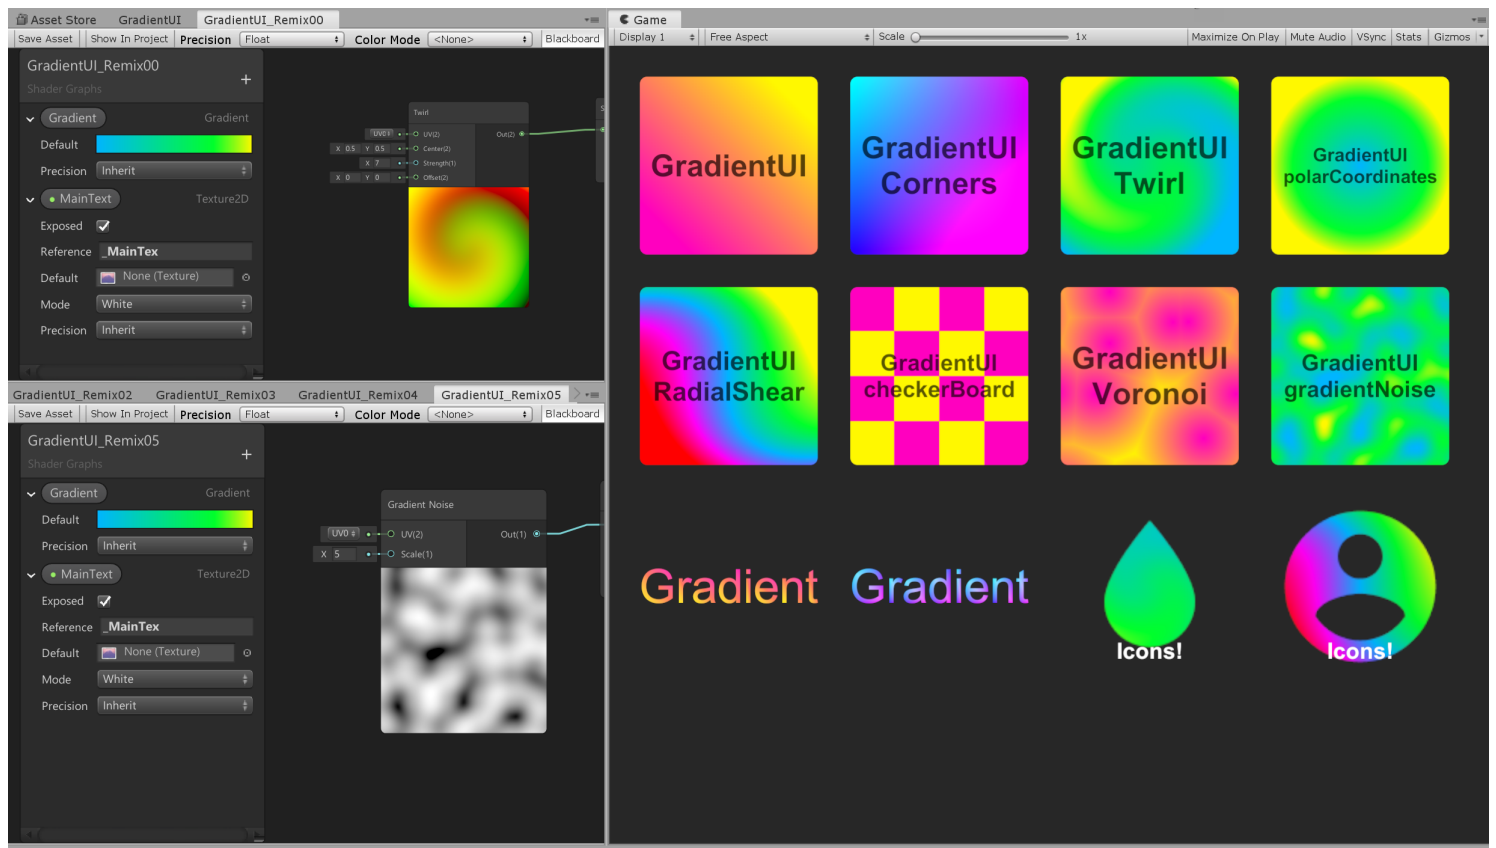 Asset Store GradientUI GradientUI_Remix00
Save Asset Show In Project Precision Float Color Mode <None> Blackboard
GradientUI_Remix00
Shader Graphs
Gradient Gradient
Default
Precision Inherit
MainText Texture2D
Exposed
Reference _MainTex
Default None (Texture)
Mode White
Precision Inherit
Twirl
UV0 UV(2) Out(2)
X 0.5 Y 0.5 Center(2)
X 7 Strength(1)
X 0 Y 0 Offset(2)
GradientUI_Remix02 GradientUI_Remix03 GradientUI_Remix04 GradientUI_Remix05
Save Asset Show In Project Precision Float Color Mode <None> Blackboard
GradientUI_Remix05
Shader Graphs
Gradient Gradient
Default
Precision Inherit
MainText Texture2D
Exposed
Reference _MainTex
Default None (Texture)
Mode White
Precision Inherit
Gradient Noise
UV0 UV(2) Out(1)
X 5 Scale(1)
Game
Display 1 Free Aspect Scale 1x Maximize On Play Mute Audio VSync Stats Gizmos
GradientUI
GradientUI
Corners
GradientUI
Twirl
GradientUI
polarCoordinates
GradientUI
RadialShear
GradientUI
checkerBoard
GradientUI
Voronoi
GradientUI
gradientNoise
Gradient
Gradient
Icons!
Icons!